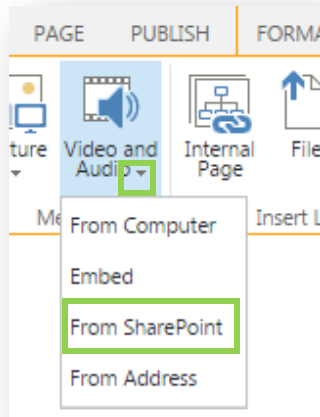 PAGE PUBLISH FORMA
ture Video and Internal File
Audio Page
Me Insert L
From Computer
Embed
From SharePoint
From Address